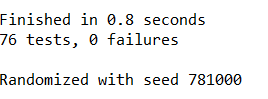 Finished in 0.8 seconds
76 tests, 0 failures
Randomized with seed 781000